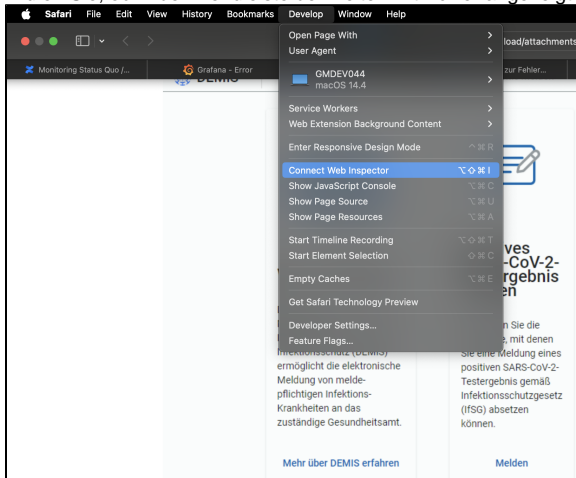 Safari File Edit View History Bookmarks Develop Window Help
load/attachments
Monitoring Status Quo /...
Grafana - Error
zur Fehler...
Open Page With
User Agent
GMDEV044
macOS 14.4
Service Workers
Web Extension Background Content
Enter Responsive Design Mode ^ ⌘ R
Connect Web Inspector ⌥ ⇧ ⌘ I
Show JavaScript Console ⌥ ⌘ C
Show Page Source ⌥ ⌘ U
Show Page Resources ⌥ ⌘ A
Start Timeline Recording ⌥ ⇧ ⌘ T
Start Element Selection ⇧ ⌘ C
Empty Caches ⌥ ⌘ E
Get Safari Technology Preview
Developer Settings...
Feature Flags...
DEMIS
Infektionsschutz (DEMIS)
ermöglicht die elektronische
Meldung von melde-
pflichtigen Infektions-
Krankheiten an das
zuständige Gesundheitsamt.
Mehr über DEMIS erfahren
ves
-CoV-2-
rgebnis
en
n Sie die
e, mit denen
Sie eine Meldung eines
positiven SARS-CoV-2-
Testergebnis gemäß
Infektionsschutzgesetz
(IfSG) absetzen
können.
Melden